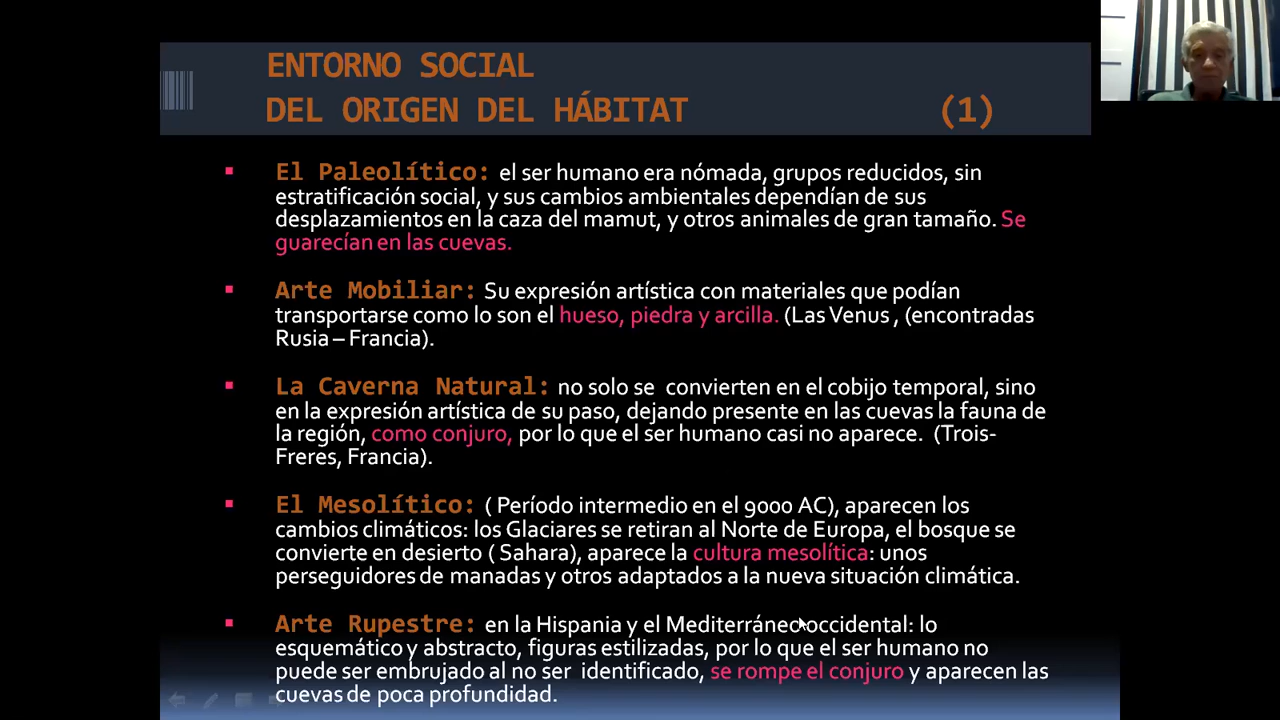 ENTORNO SOCIAL
DEL ORIGEN DEL HÁBITAT (1)
El Paleolítico: el ser humano era nómada, grupos reducidos, sin
estratificación social, y sus cambios ambientales dependían de sus
desplazamientos en la caza del mamut, y otros animales de gran tamaño. Se
guarecían en las cuevas.
Arte Mobiliar: Su expresión artística con materiales que podían
transportarse como lo son el hueso, piedra y arcilla. (Las Venus , (encontradas
Rusia – Francia).
La Caverna Natural: no solo se convierten en el cobijo temporal, sino
en la expresión artística de su paso, dejando presente en las cuevas la fauna de
la región, como conjuro, por lo que el ser humano casi no aparece. (Trois-
Freres, Francia).
El Mesolítico: ( Período intermedio en el 9000 AC), aparecen los
cambios climáticos: los Glaciares se retiran al Norte de Europa, el bosque se
convierte en desierto ( Sahara), aparece la cultura mesolítica: unos
perseguidores de manadas y otros adaptados a la nueva situación climática.
Arte Rupestre: en la Hispania y el Mediterráneo occidental: lo
esquemático y abstracto, figuras estilizadas, por lo que el ser humano no
puede ser embrujado al no ser identificado, se rompe el conjuro y aparecen las
cuevas de poca profundidad.